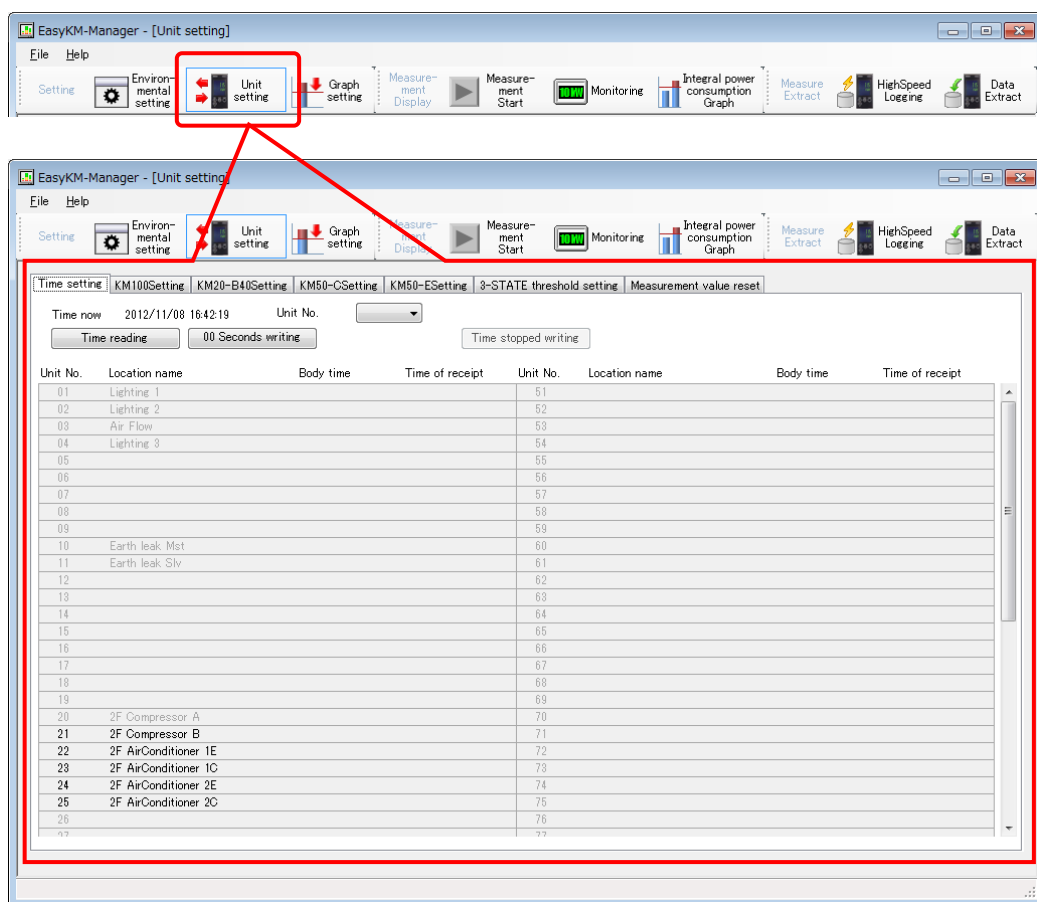 EasyKM-Manager - [Unit setting]
File Help
Setting Environ-mental setting Unit setting Graph setting Measure-ment Display Measure-ment Start 10 W Monitoring Integral power consumption Graph Measure Extract HighSpeed Logging Data Extract
EasyKM-Manager - [Unit setting]
File Help
Setting Environ-mental setting Unit setting Graph setting Measure-ment Display Measure-ment Start 10 W Monitoring Integral power consumption Graph Measure Extract HighSpeed Logging Data Extract
Time setting KM100Setting KM20-B40Setting KM50-CSetting KM50-ESetting 3-STATE threshold setting Measurement value reset
Time now 2012/11/08 16:42:19 Unit No.
Time reading 00 Seconds writing Time stopped writing
Unit No. Location name Body time Time of receipt Unit No. Location name Body time Time of receipt
01 Lighting 1 51
02 Lighting 2 52
03 Air Flow 53
04 Lighting 3 54
05 55
06 56
07 57
08 58
09 59
10 Earth leak Mst 60
11 Earth leak Slv 61
12 62
13 63
14 64
15 65
16 66
17 67
18 68
19 69
20 2F Compressor A 70
21 2F Compressor B 71
22 2F AirConditioner 1E 72
23 2F AirConditioner 1C 73
24 2F AirConditioner 2E 74
25 2F AirConditioner 2C 75
26 76
27 77